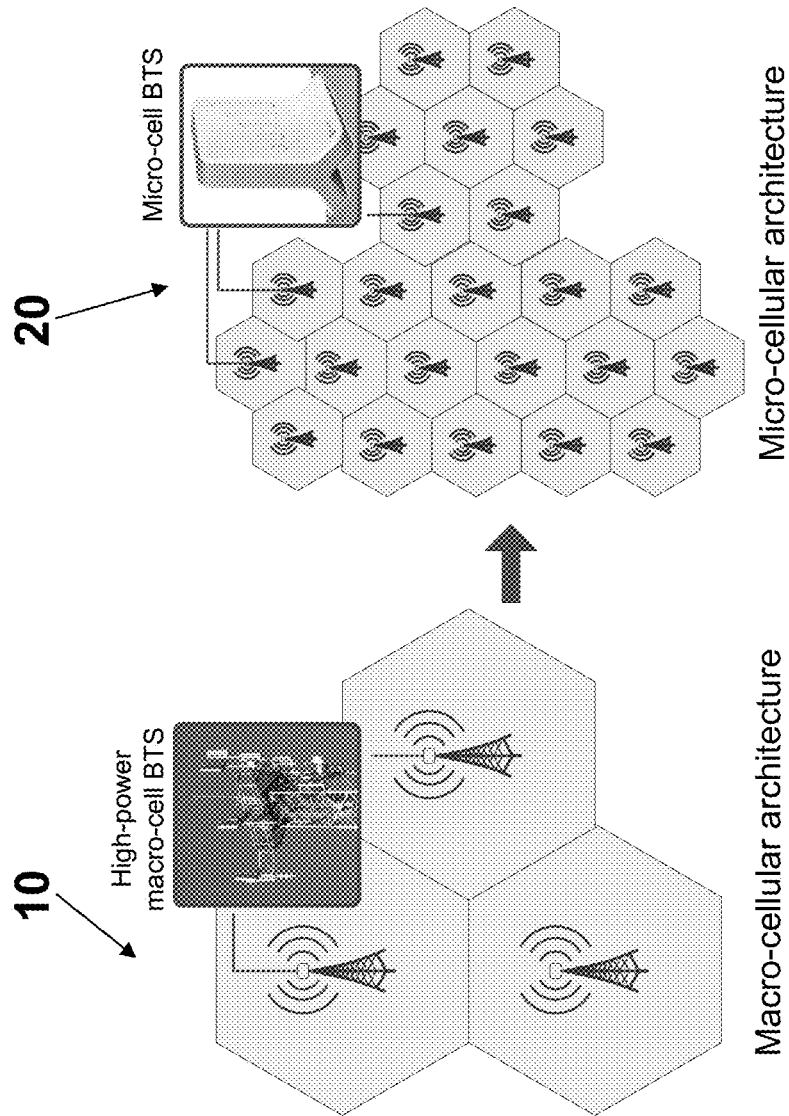 10
High-power
macro-cell BTS
Macro-cellular architecture
20
Micro-cell BTS
Micro-cellular architecture